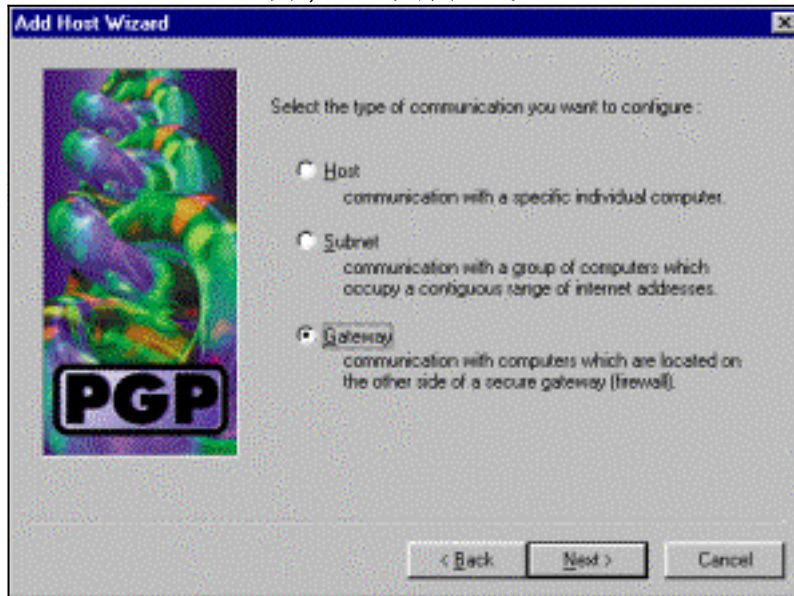 Add Host Wizard
Select the type of communication you want to configure :
Host
communication with a specific individual computer.
Subnet
communication with a group of computers which
occupy a contiguous range of internet addresses.
Gateway
communication with computers which are located on
the other side of a secure gateway (firewall).
PGP
< Back
Next >
Cancel